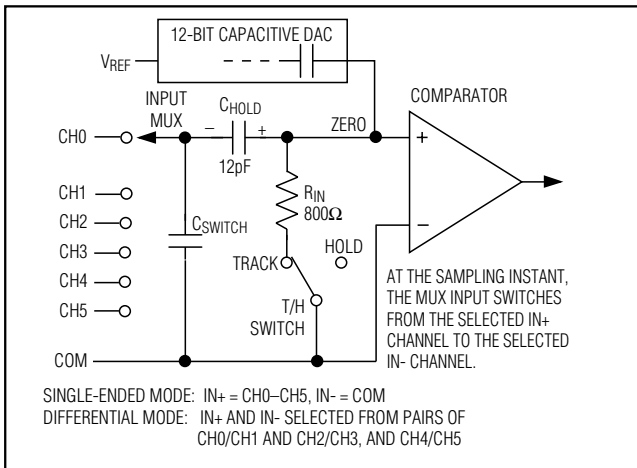 12-BIT CAPACITIVE DAC
VREF
INPUT
MUX
CHOLD
ZERO
COMPARATOR
− +
+
CH0
12pF
RIN
800Ω
CH1
CH2
CSWITCH
−
CH3
HOLD
TRACK
CH4
CH5
T/H
SWITCH
COM
AT THE SAMPLING INSTANT,
THE MUX INPUT SWITCHES
FROM THE SELECTED IN+
CHANNEL TO THE SELECTED
IN- CHANNEL.
SINGLE-ENDED MODE: IN+ = CH0–CH5, IN- = COM
DIFFERENTIAL MODE: IN+ AND IN- SELECTED FROM PAIRS OF
CH0/CH1 AND CH2/CH3, AND CH4/CH5